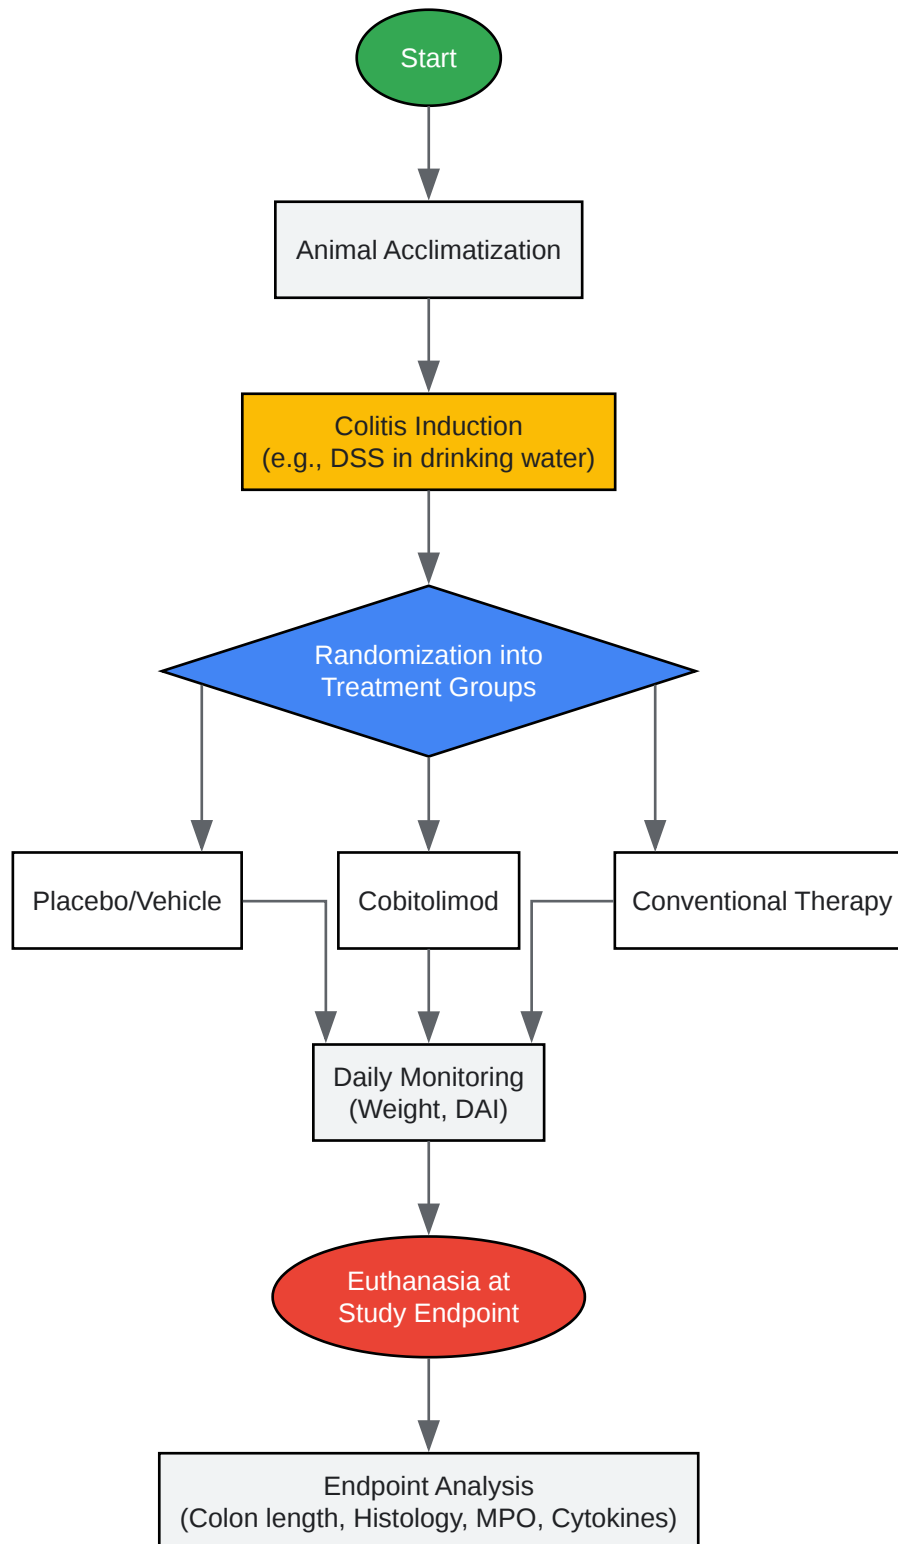 Start
Animal Acclimatization
Colitis Induction
(e.g., DSS in drinking water)
Randomization into
Treatment Groups
Placebo/Vehicle
Cobitolimod
Conventional Therapy
Daily Monitoring
(Weight, DAI)
Euthanasia at
Study Endpoint
Endpoint Analysis
(Colon length, Histology, MPO, Cytokines)